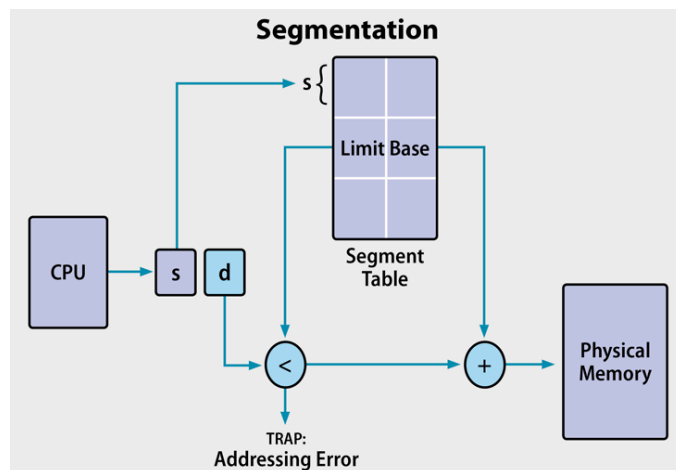 Segmentation
s {
Limit Base
Segment
Table
CPU
s
d
<
+
Physical
Memory
TRAP:
Addressing Error